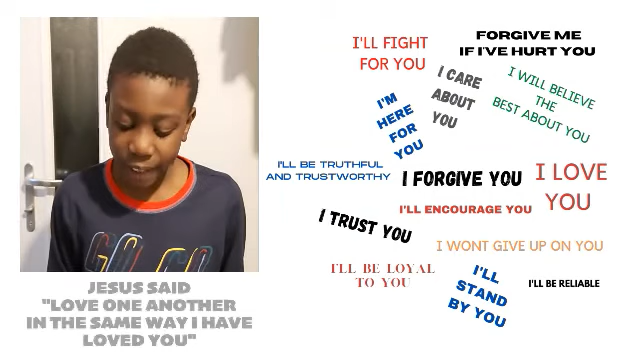 GO GO
JESUS SAID
"LOVE ONE ANOTHER
IN THE SAME WAY I HAVE
LOVED YOU"
I'LL FIGHT
FOR YOU
FORGIVE ME
IF I'VE HURT YOU
I CARE
ABOUT
YOU
I WILL BELIEVE
THE
BEST ABOUT YOU
I'M
HERE
FOR
YOU
I'LL BE TRUTHFUL
AND TRUSTWORTHY
I FORGIVE YOU
I LOVE
YOU
I'LL ENCOURAGE YOU
I TRUST YOU
I WONT GIVE UP ON YOU
I'LL BE LOYAL
TO YOU
I'LL
STAND
BY YOU
I'LL BE RELIABLE